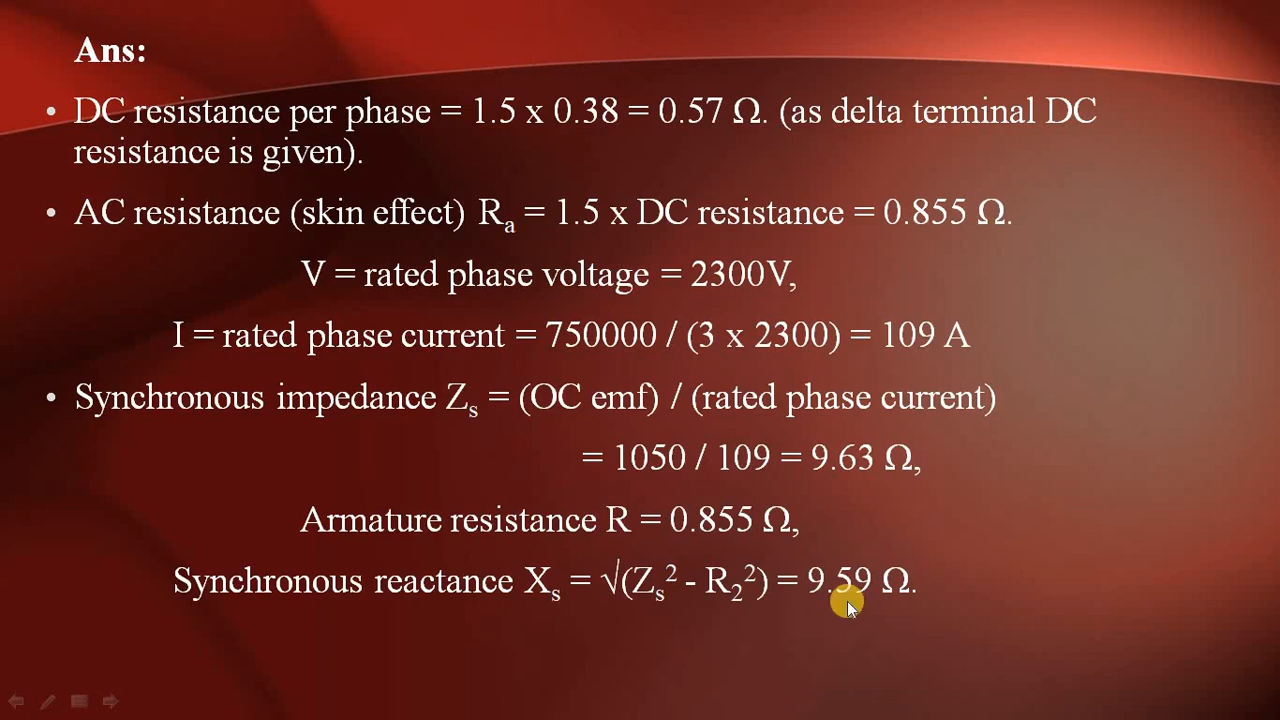 Ans:
• DC resistance per phase = 1.5 x 0.38 = 0.57 Ω. (as delta terminal DC
resistance is given).
• AC resistance (skin effect) Rₐ = 1.5 x DC resistance = 0.855 Ω.
V = rated phase voltage = 2300V,
I = rated phase current = 750000 / (3 x 2300) = 109 A
• Synchronous impedance Zₛ = (OC emf) / (rated phase current)
= 1050 / 109 = 9.63 Ω,
Armature resistance R = 0.855 Ω,
Synchronous reactance Xₛ = √(Zₛ² - R₂²) = 9.59 Ω.